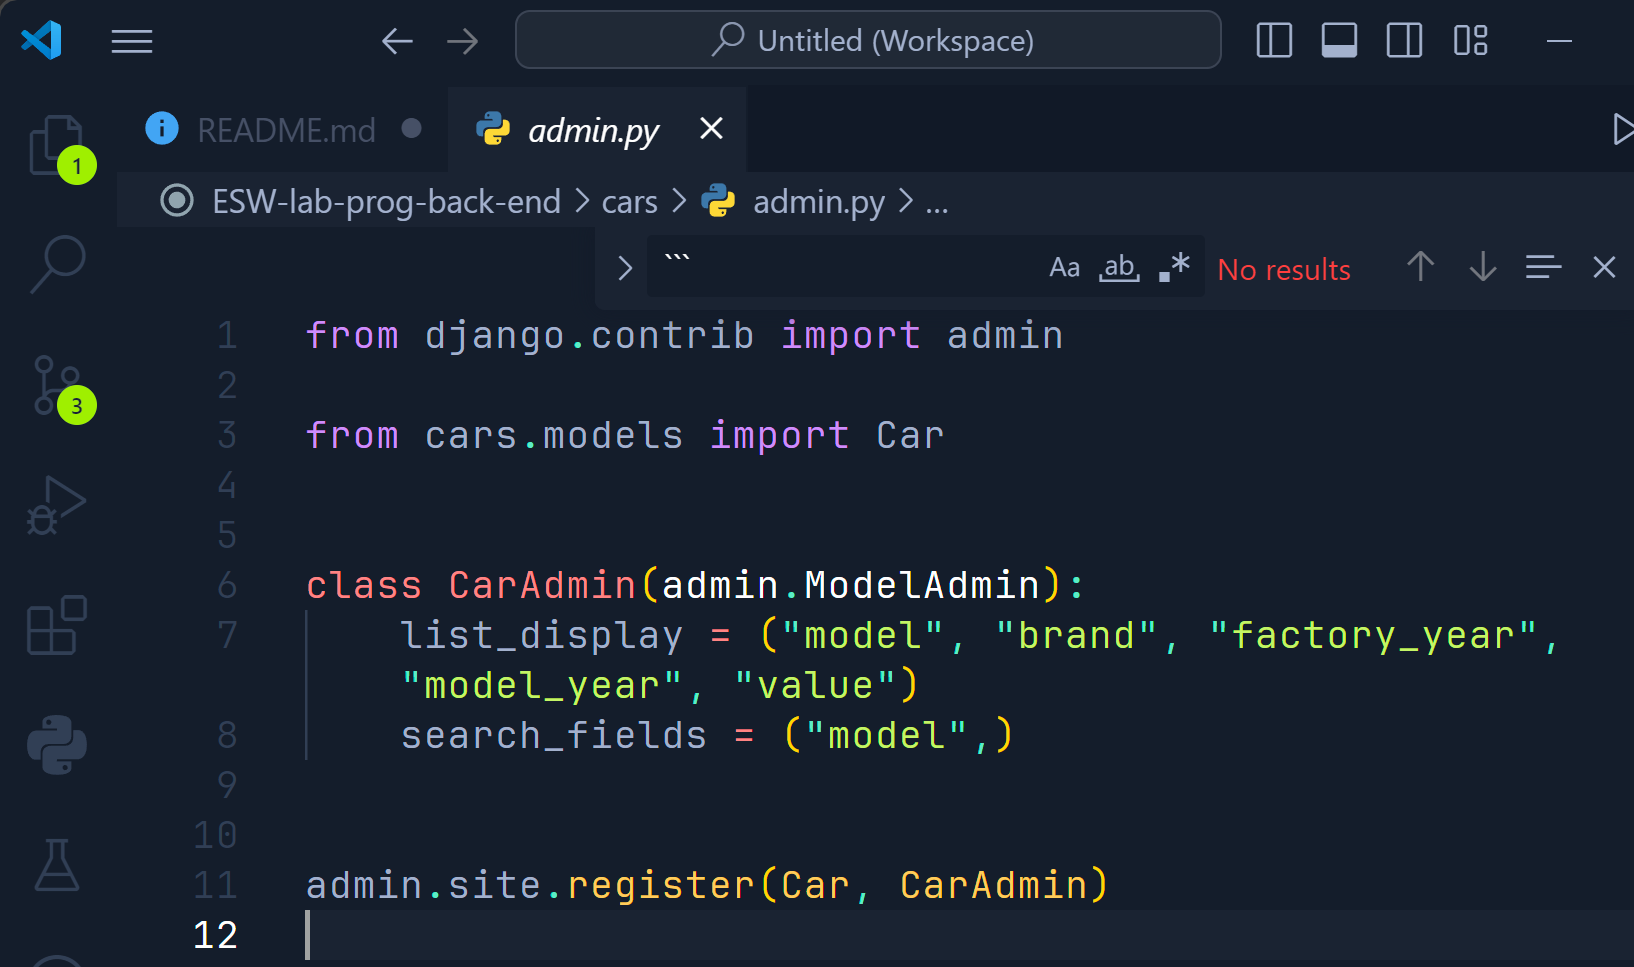 Untitled (Workspace)
README.md
admin.py
1
ESW-lab-prog-back-end > cars > admin.py > ...
```
Aa ab .* No results
1 from django.contrib import admin
2
3 from cars.models import Car
3
4
5
6 class CarAdmin(admin.ModelAdmin):
7 list_display = ("model", "brand", "factory_year",
"model_year", "value")
8 search_fields = ("model",)
9
10
11 admin.site.register(Car, CarAdmin)
12